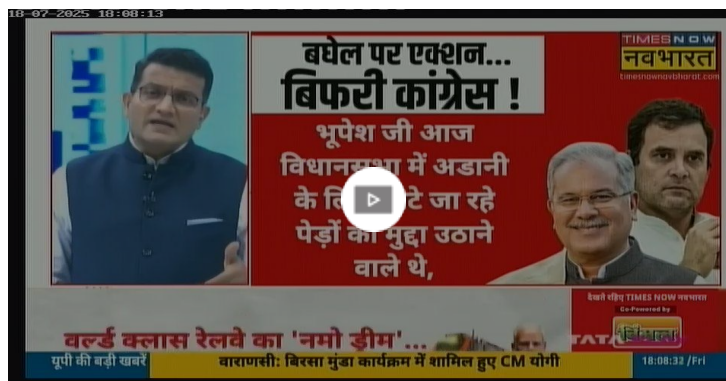 18-07-2025 18:08:13
बघेल पर एक्शन...
बिफरी कांग्रेस !
TIMES NOW
नवभारत
timesnownavbharat.com
भूपेश जी आज
विधानसभा में अडानी
के जा रहे
पेड़ों का मुद्दा उठाने
वाले थे,
देखते रहिए TIMES NOW नवभारत
Co-Powered by
वर्ल्ड क्लास रेलवे का 'नमो ड्रीम'...
TATA
यूपी की बड़ी खबरें
वाराणसी: बिरसा मुंडा कार्यक्रम में शामिल हुए CM योगी
18:08:32 /Fri